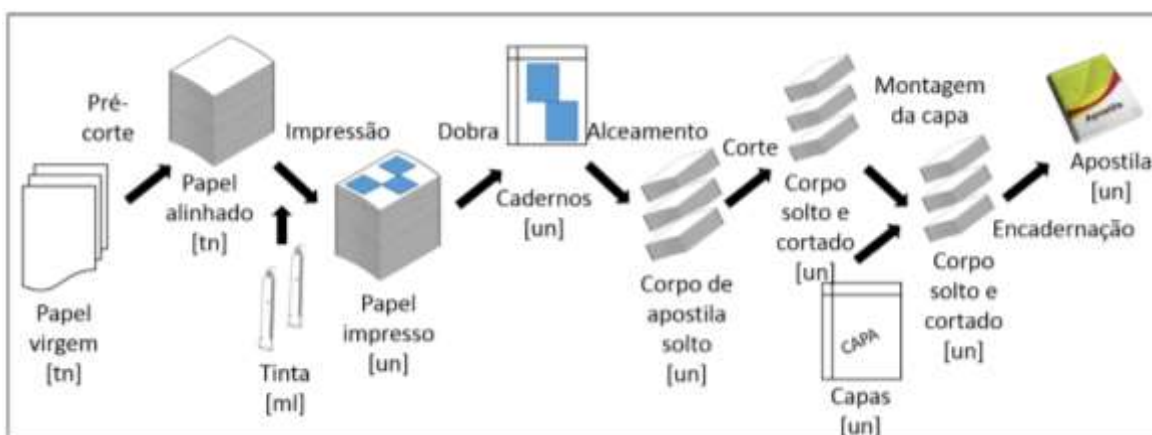 Pré-
corte
Papel
virgem
[tn]
Papel
alinhado
[tn]
Impressão
Tinta
[ml]
Papel
impresso
[un]
Dobra
Cadernos
[un]
Alceamento
Corpo de
apostila
solto
[un]
Corte
Corpo
solto e
cortado
[un]
Montagem
da capa
CAPA
Capas
[un]
Corpo
solto e
cortado
[un]
Encadernação
Apostila
Apostila
[un]